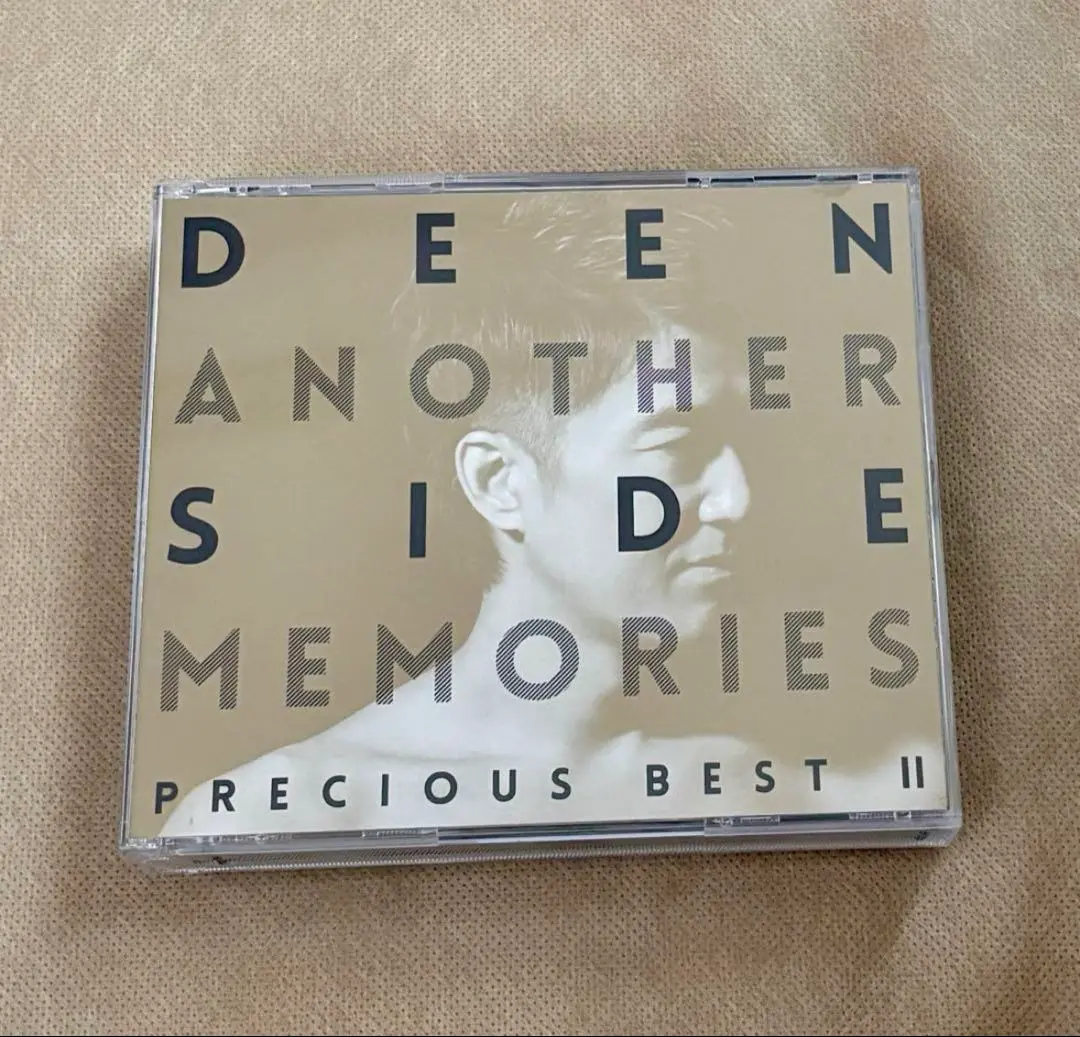 DEEN
ANOTHER
SIDE
MEMORIES
PRECIOUS BEST II